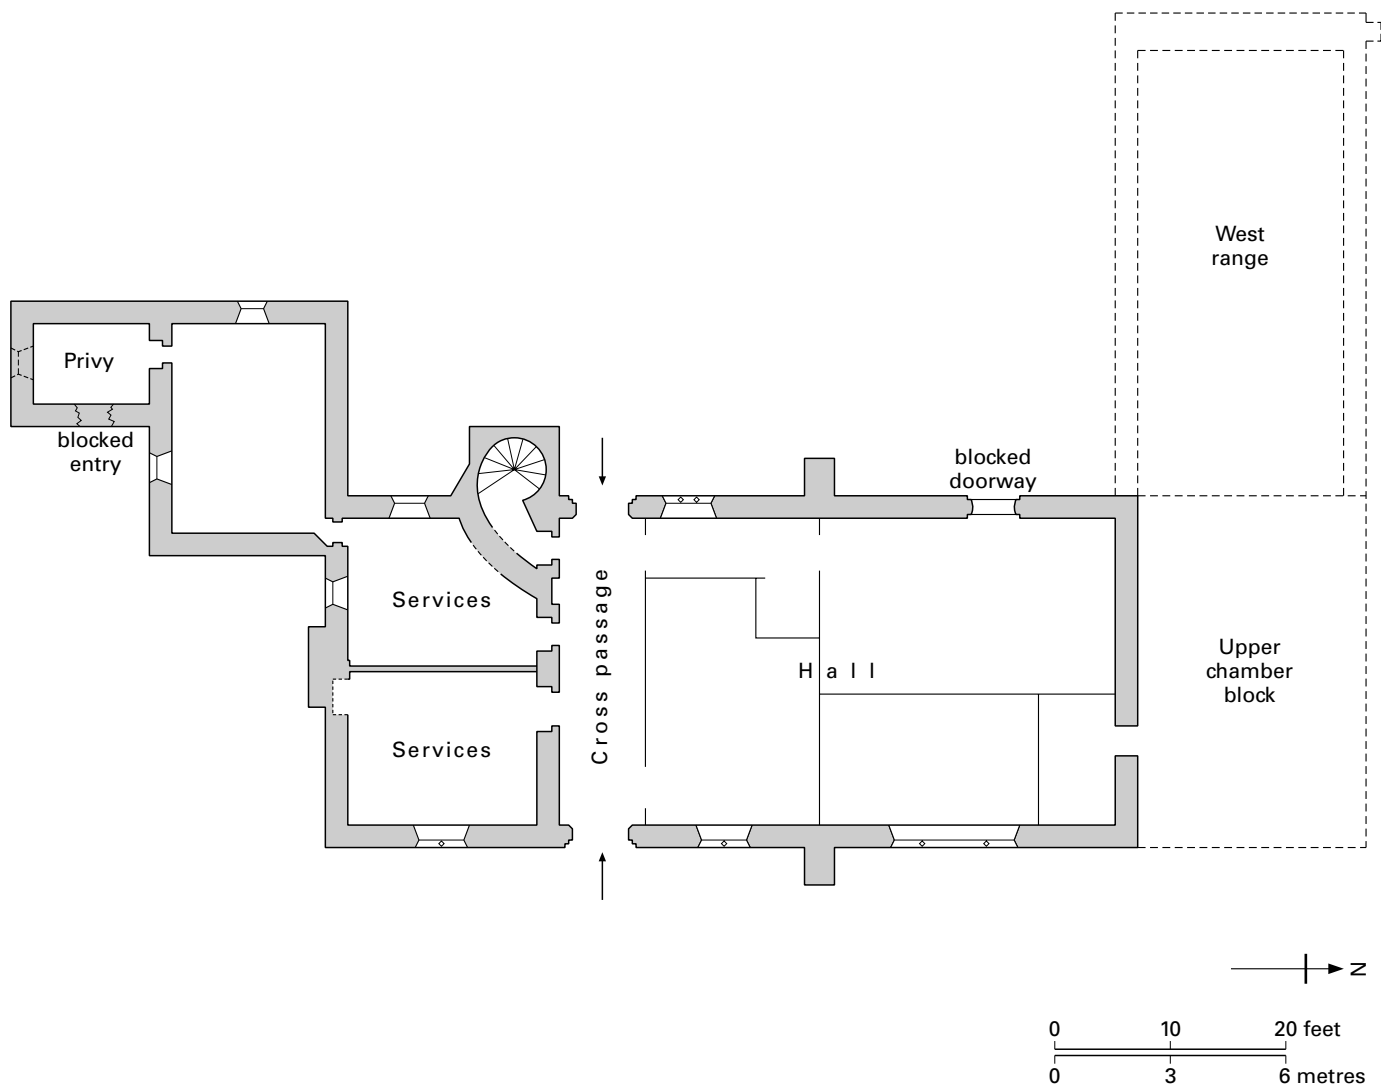 West
range
Privy
blocked
entry
blocked
doorway
Services
Cross passage
Hall
Upper
chamber
block
Services
N
0 10 20 feet
0 3 6 metres